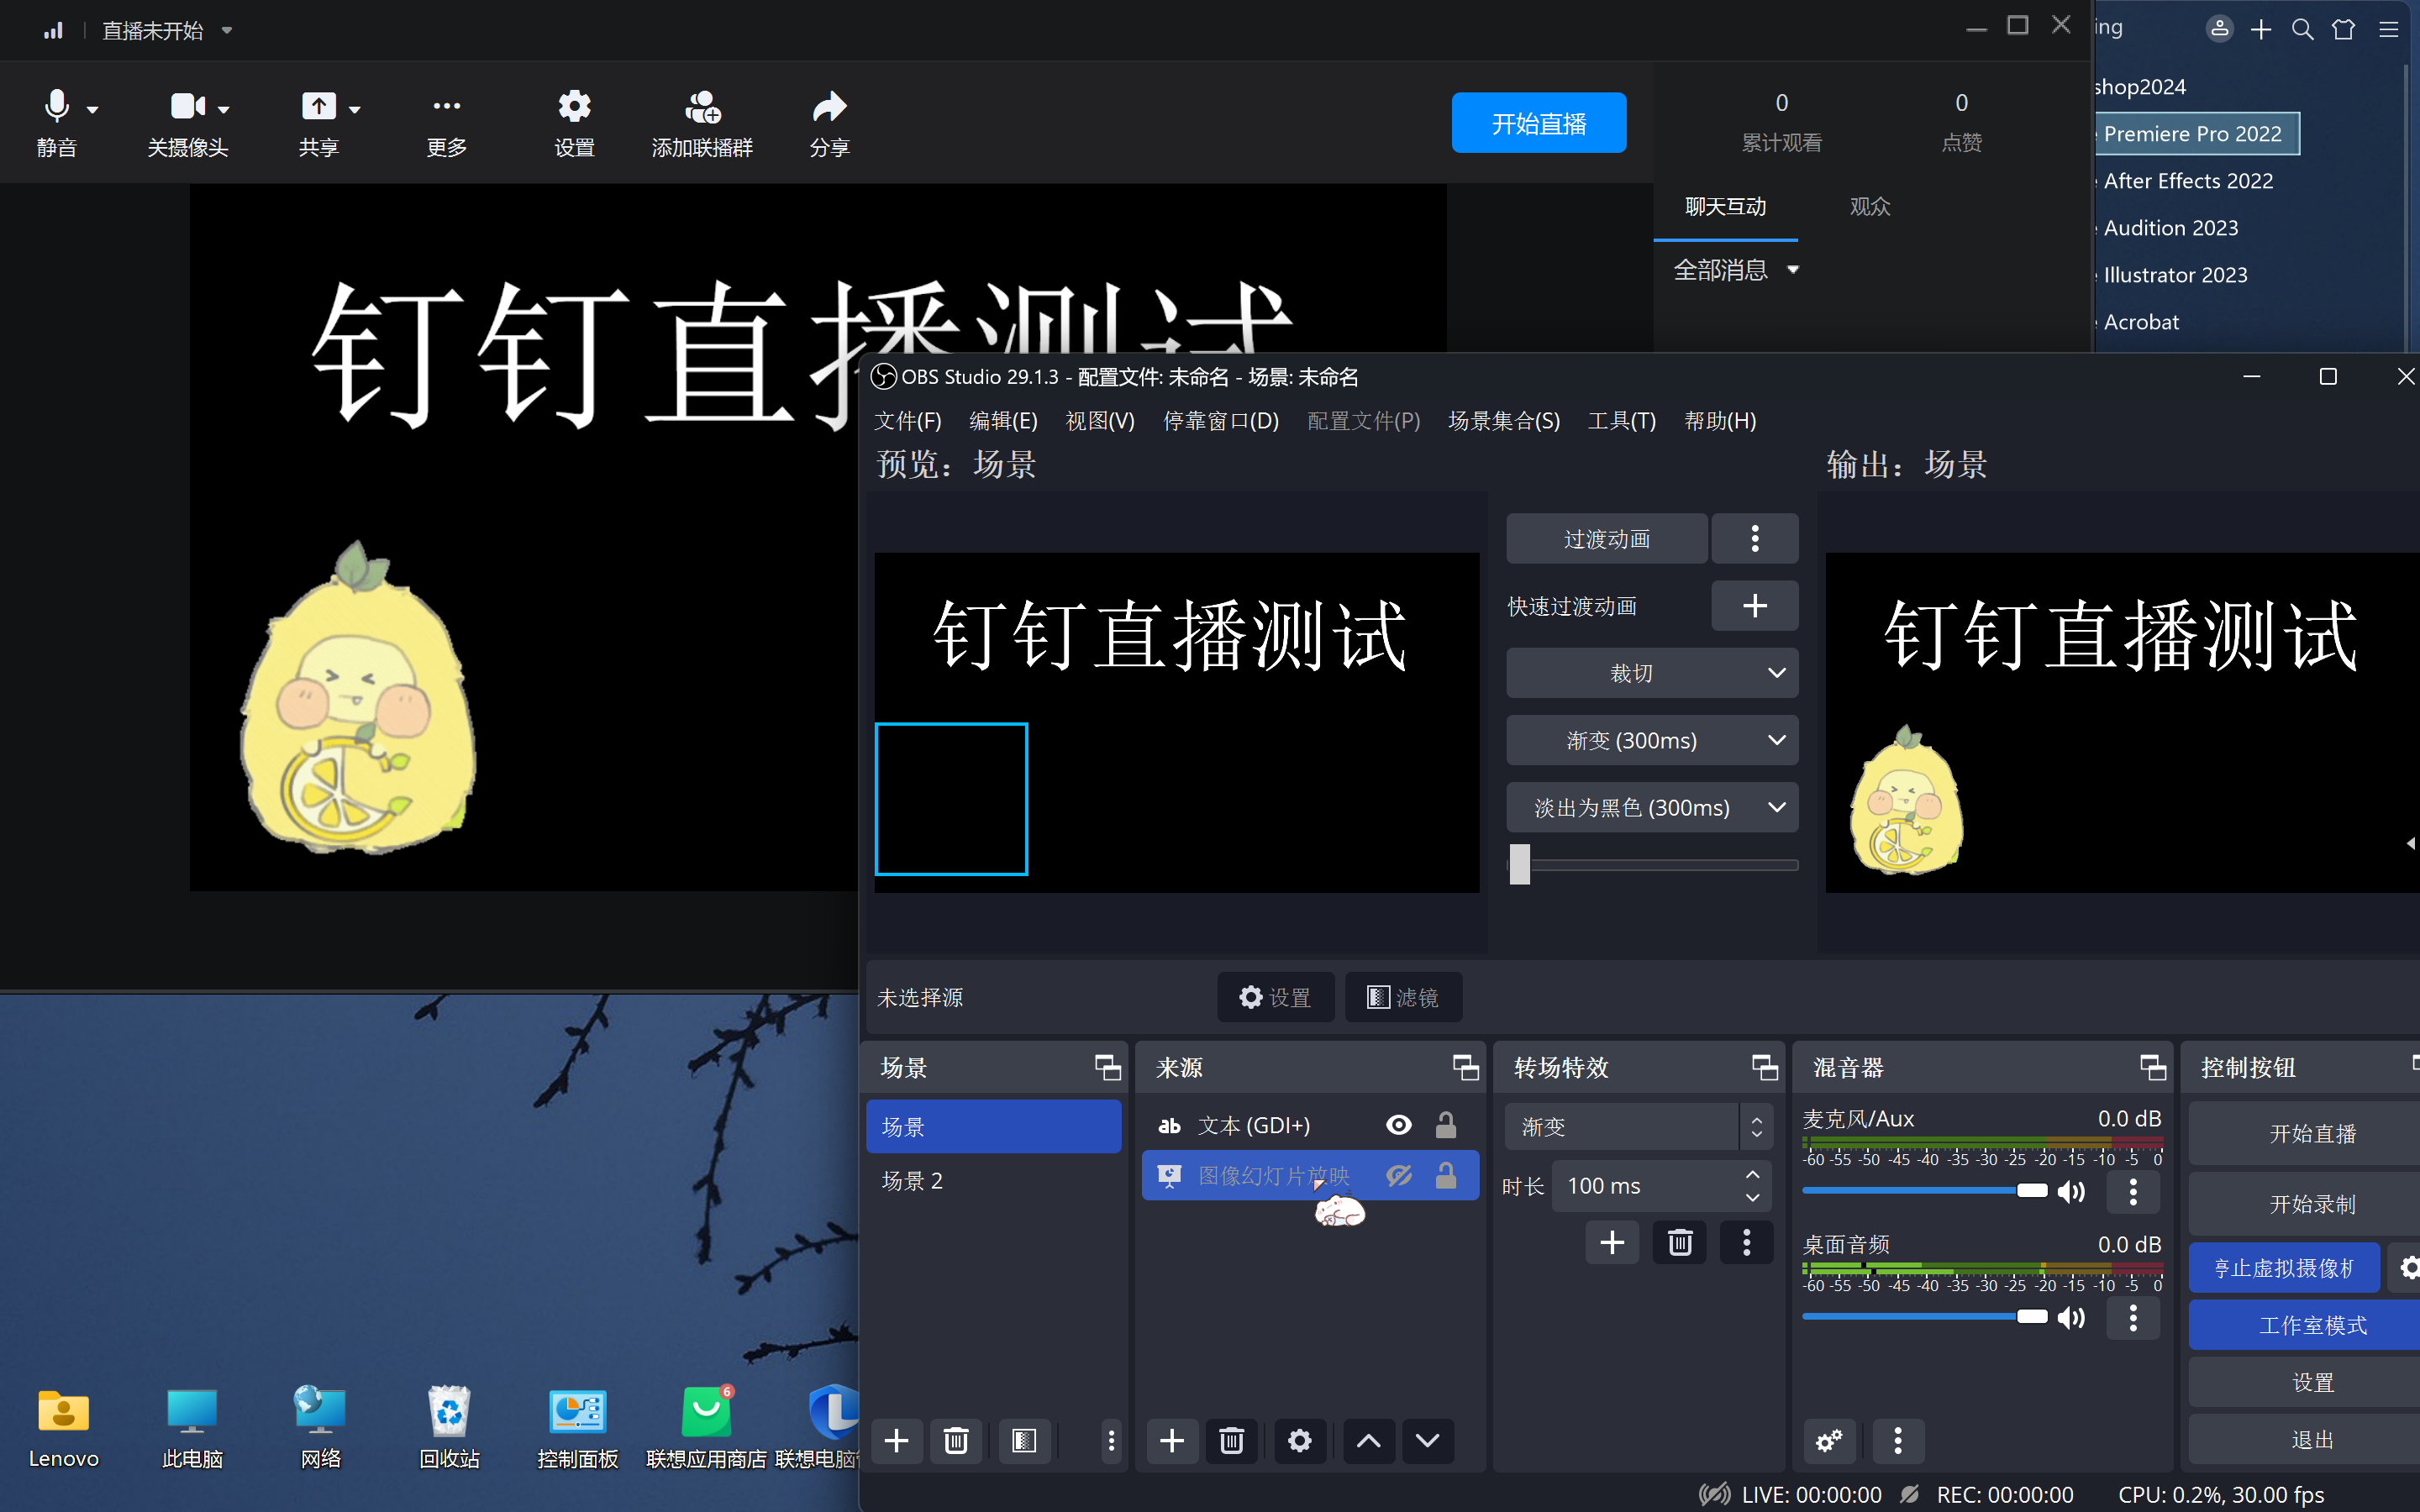 直播未开始
静音
关摄像头
共享
更多
设置
添加联播群
分享
开始直播
0
累计观看
0
点赞
聊天互动
观众
全部消息
钉钉直播测试
ing
shop2024
Premiere Pro 2022
After Effects 2022
Audition 2023
Illustrator 2023
Acrobat
OBS Studio 29.1.3 - 配置文件: 未命名 - 场景: 未命名
文件(F) 编辑(E) 视图(V) 停靠窗口(D) 配置文件(P) 场景集合(S) 工具(T) 帮助(H)
预览：场景
输出：场景
钉钉直播测试
过渡动画
快速过渡动画
裁切
渐变 (300ms)
淡出为黑色 (300ms)
钉钉直播测试
未选择源
设置
滤镜
场景
场景
场景 2
来源
ab 文本 (GDI+)
图像幻灯片放映
转场特效
渐变
时长 100 ms
混音器
麦克风/Aux 0.0 dB
-60 -55 -50 -45 -40 -35 -30 -25 -20 -15 -10 -5 0
桌面音频 0.0 dB
-60 -55 -50 -45 -40 -35 -30 -25 -20 -15 -10 -5 0
控制按钮
开始直播
开始录制
止虚拟摄像机
工作室模式
设置
退出
LIVE: 00:00:00 REC: 00:00:00 CPU: 0.2%, 30.00 fps
Lenovo
此电脑
网络
回收站
控制面板
6
联想应用商店
联想电脑